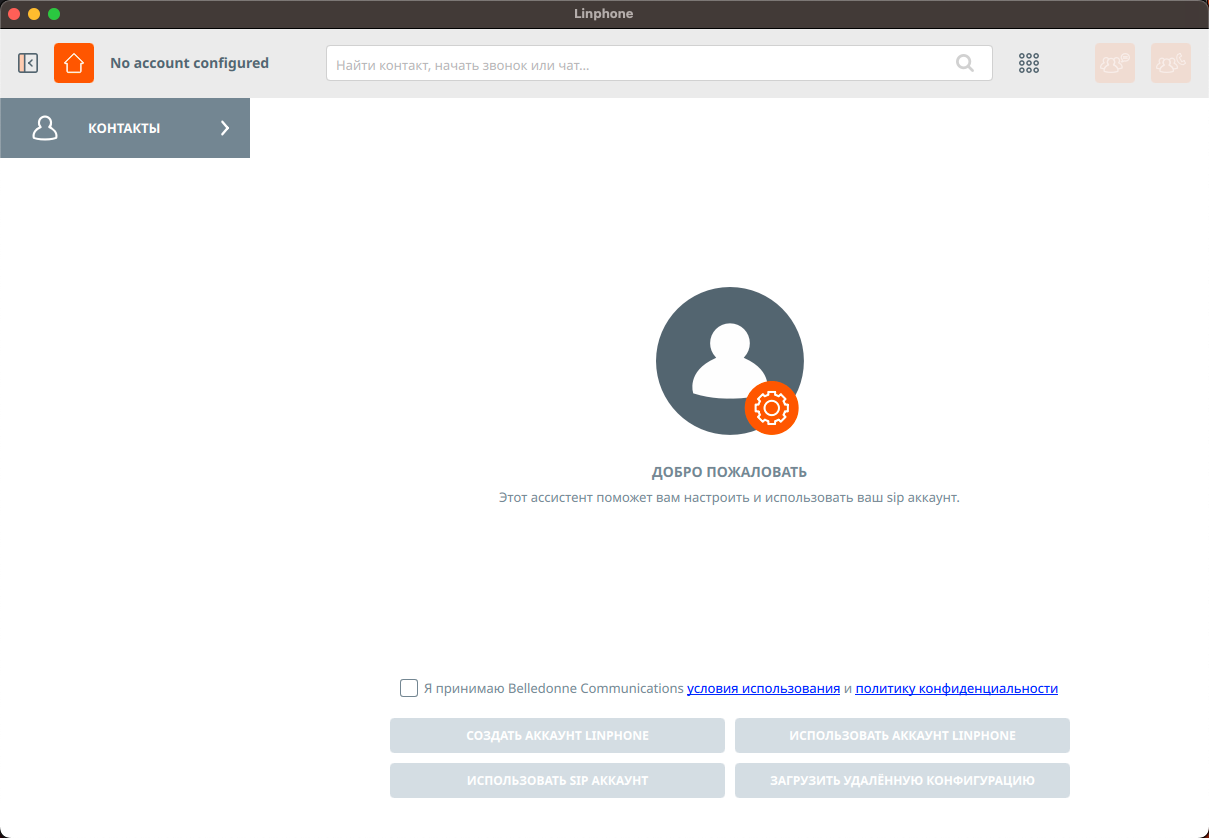 Linphone
No account configured
Найти контакт, начать звонок или чат...
КОНТАКТЫ
ДОБРО ПОЖАЛОВАТЬ
Этот ассистент поможет вам настроить и использовать ваш sip аккаунт.
Я принимаю Belledonne Communications условия использования и политику конфиденциальности
СОЗДАТЬ АККАУНТ LINPHONE
ИСПОЛЬЗОВАТЬ АККАУНТ LINPHONE
ИСПОЛЬЗОВАТЬ SIP АККАУНТ
ЗАГРУЗИТЬ УДАЛЁННУЮ КОНФИГУРАЦИЮ